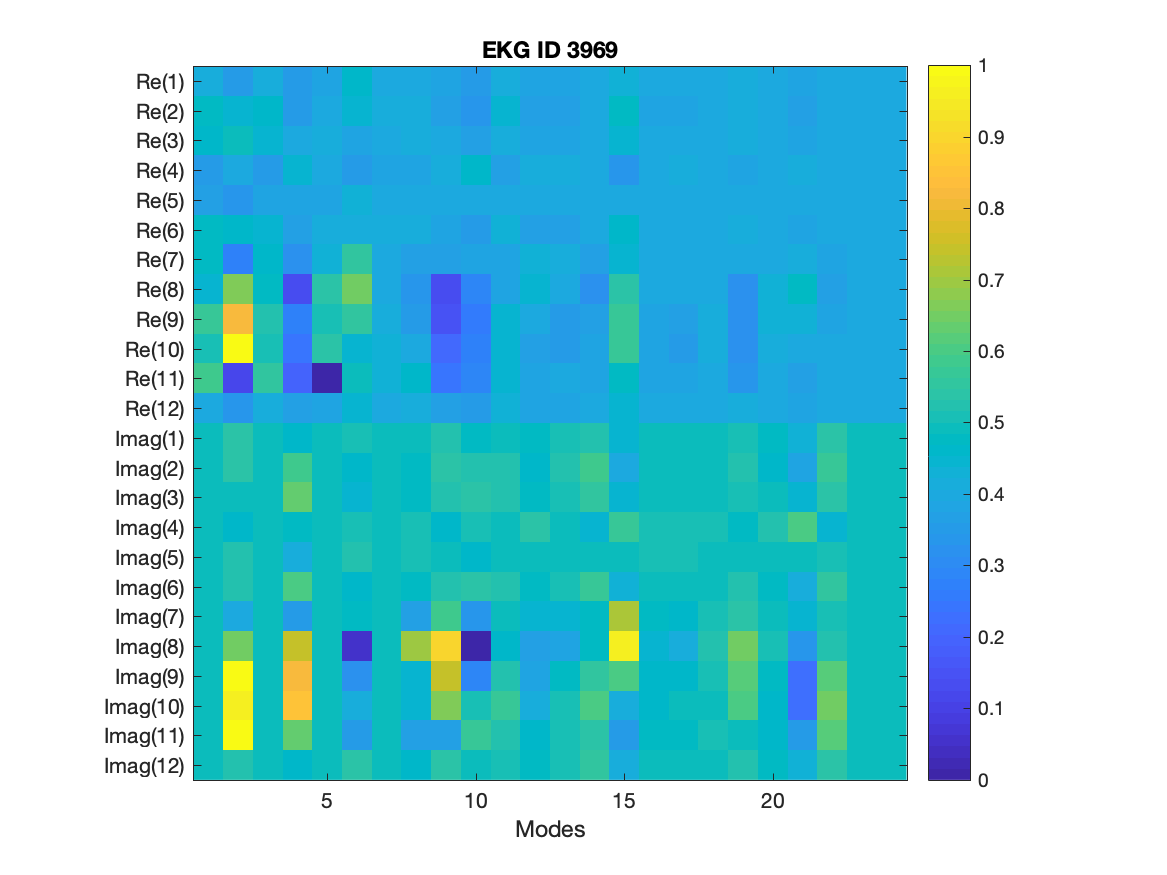 EKG ID 3969
Re(1)
Re(2)
Re(3)
Re(4)
Re(5)
Re(6)
Re(7)
Re(8)
Re(9)
Re(10)
Re(11)
Re(12)
Imag(1)
Imag(2)
Imag(3)
Imag(4)
Imag(5)
Imag(6)
Imag(7)
Imag(8)
Imag(9)
Imag(10)
Imag(11)
Imag(12)
5 10 15 20
Modes
1
0.9
0.8
0.7
0.6
0.5
0.4
0.3
0.2
0.1
0